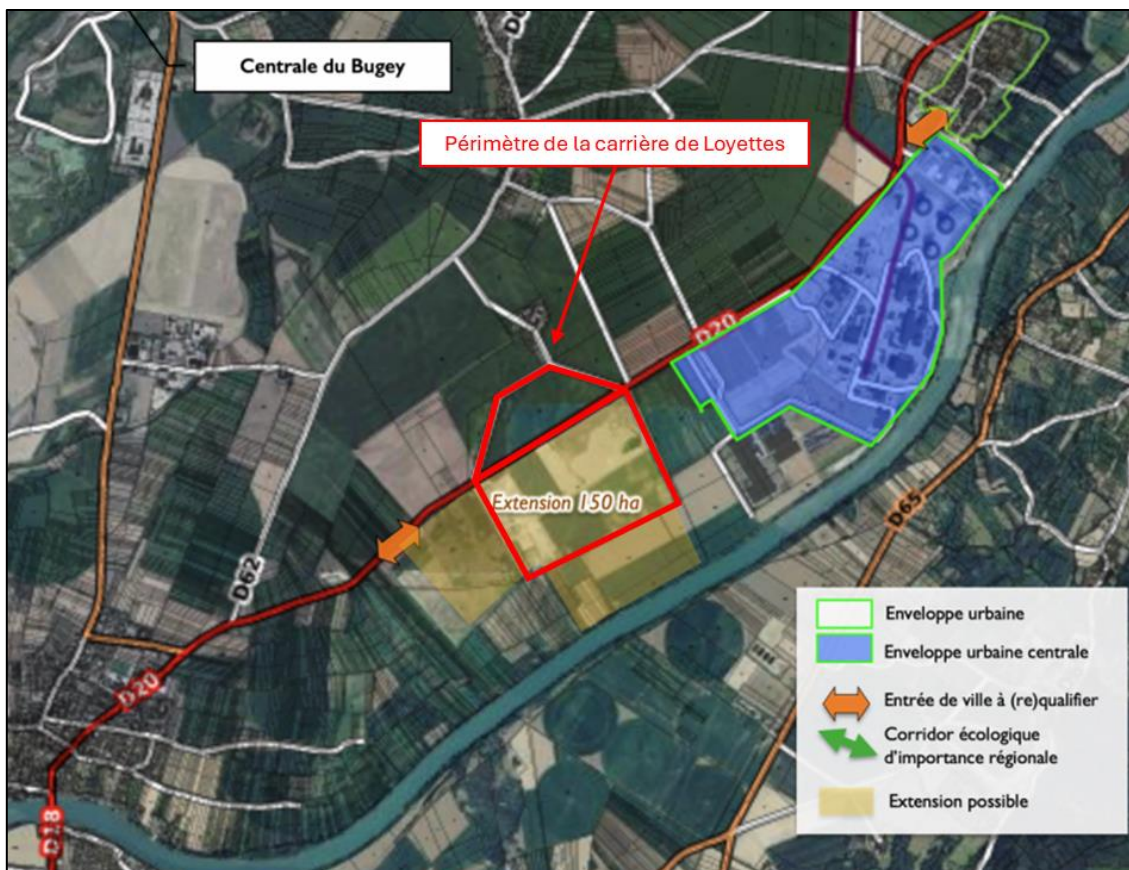 Centrale du Bugey
Périmètre de la carrière de Loyettes
D20
Extension 150 ha
D65
D62
D20
D18
Enveloppe urbaine
Enveloppe urbaine centrale
Entrée de ville à (re)qualifier
Corridor écologique
d'importance régionale
Extension possible